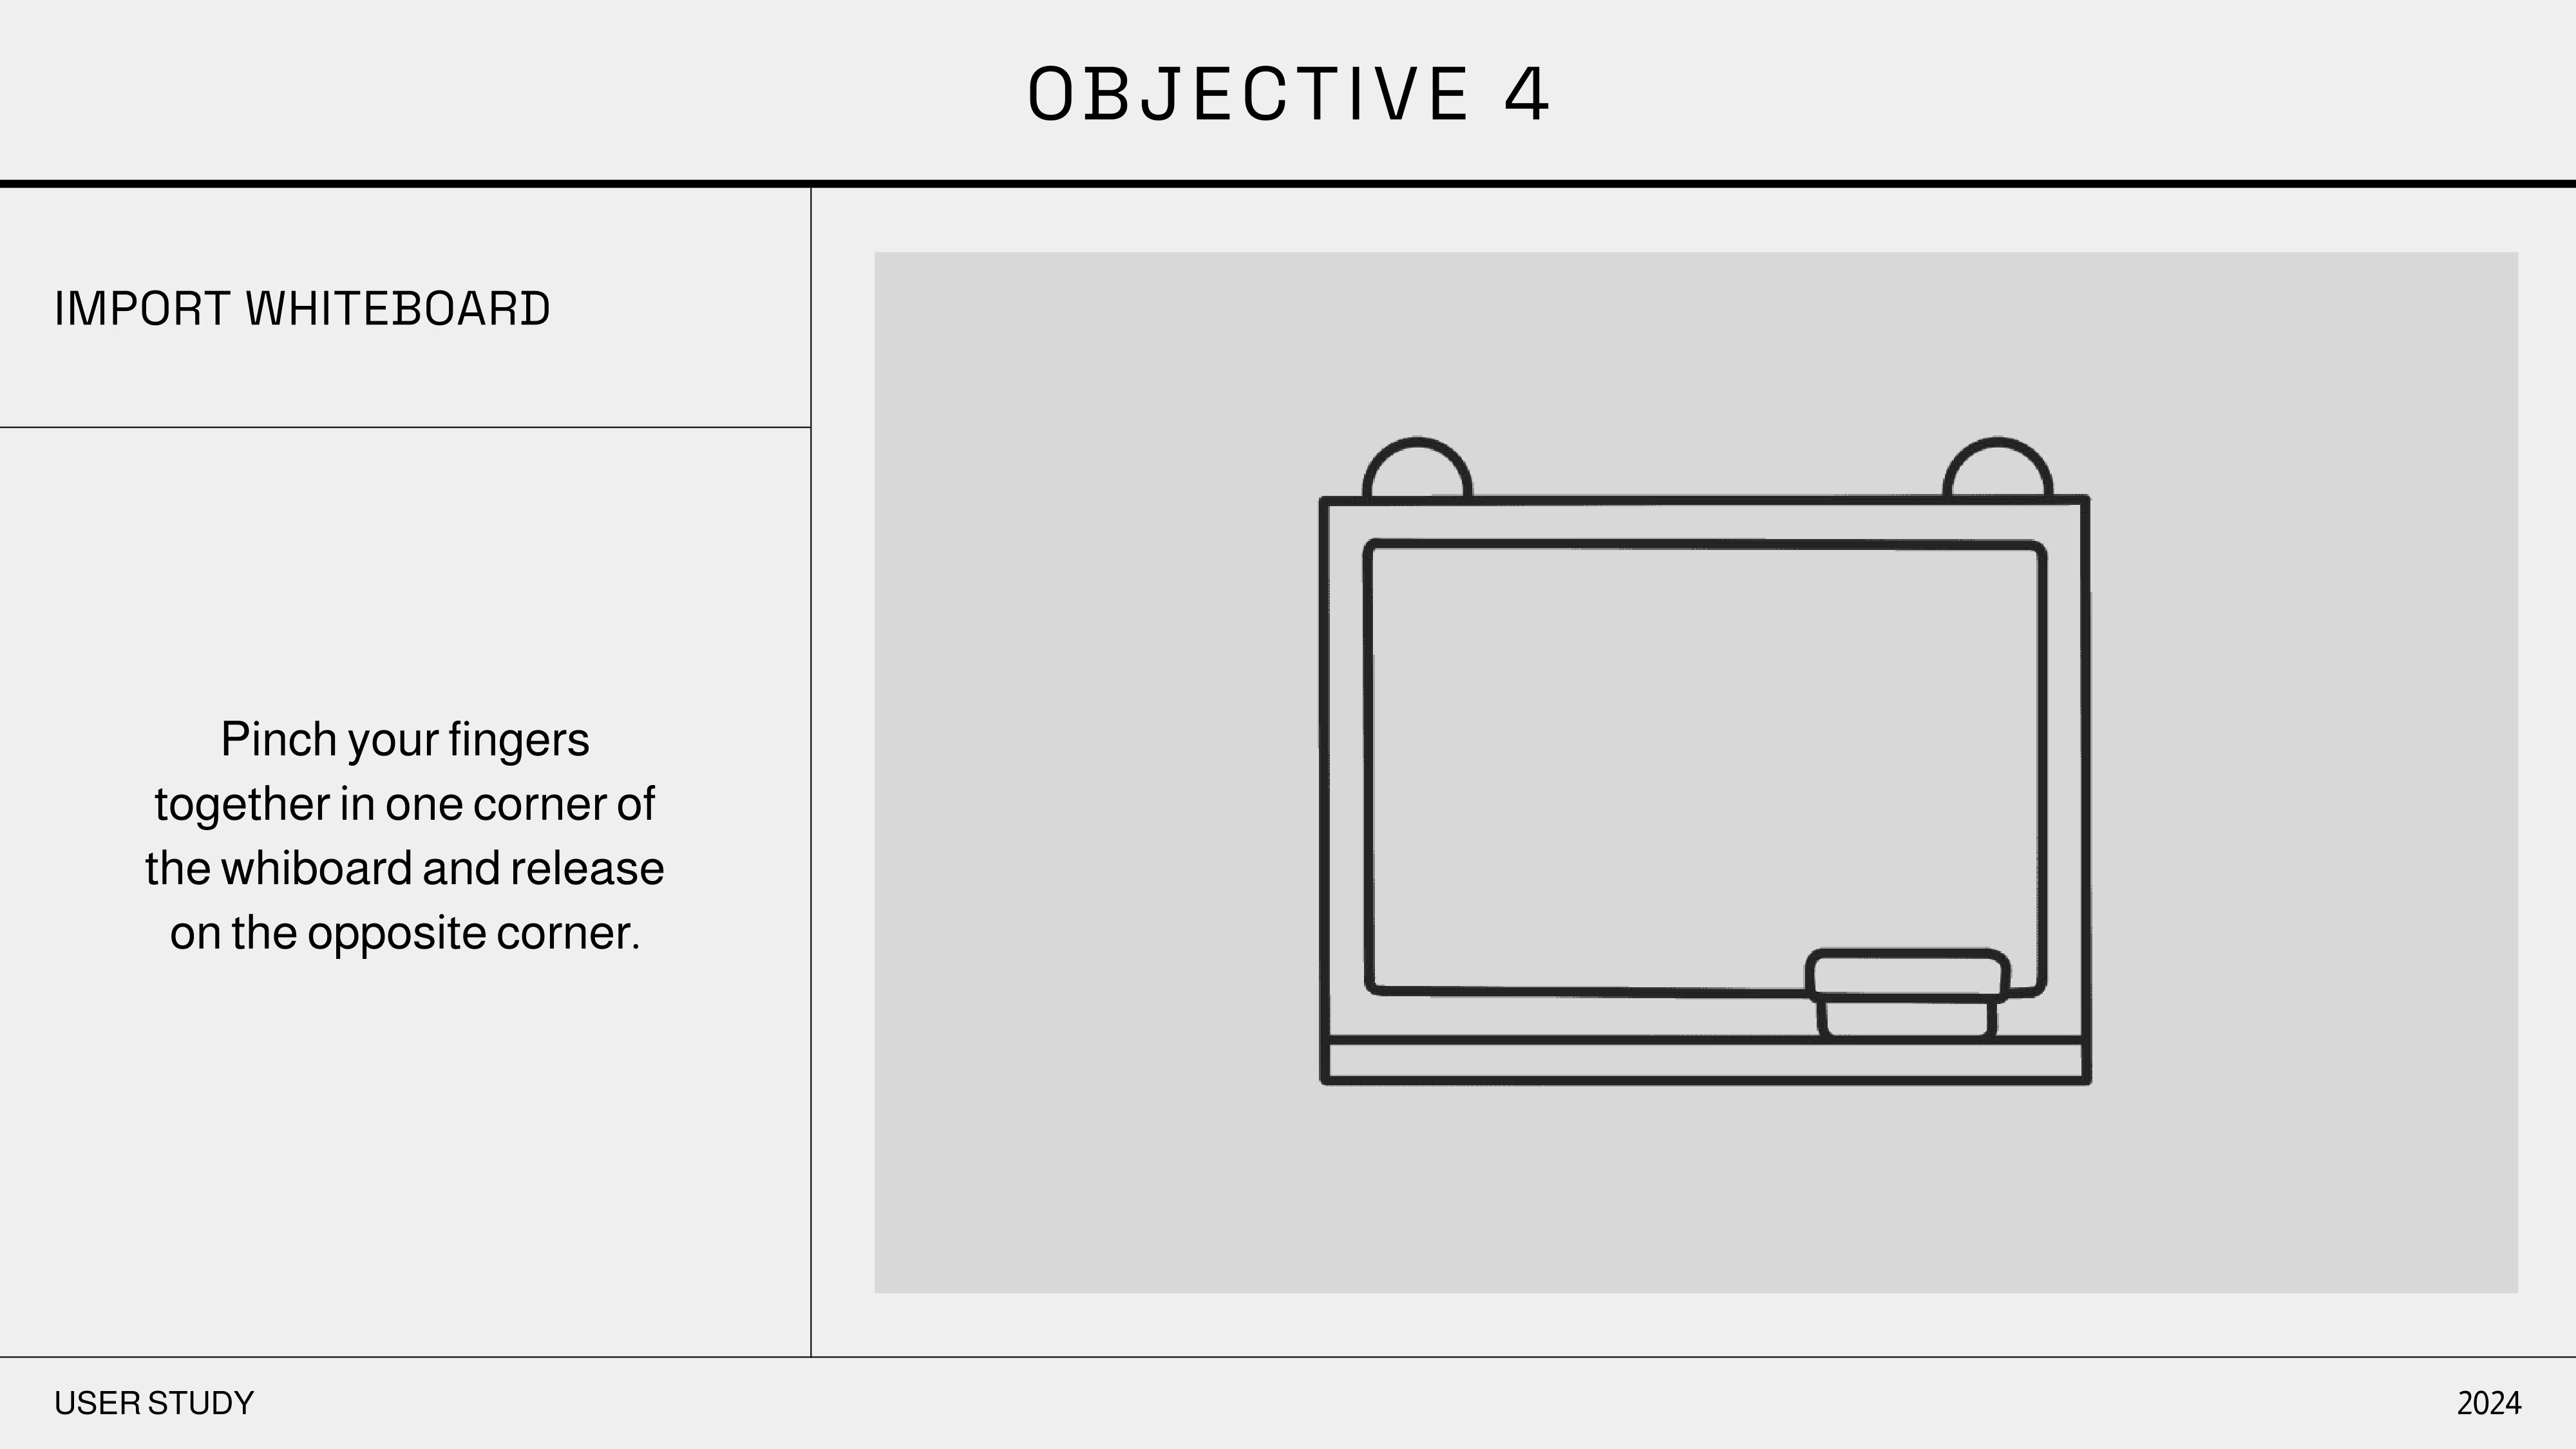 OBJECTIVE 4
IMPORT WHITEBOARD
Pinch your fingers
together in one corner of
the whiboard and release
on the opposite corner.
USER STUDY
2024